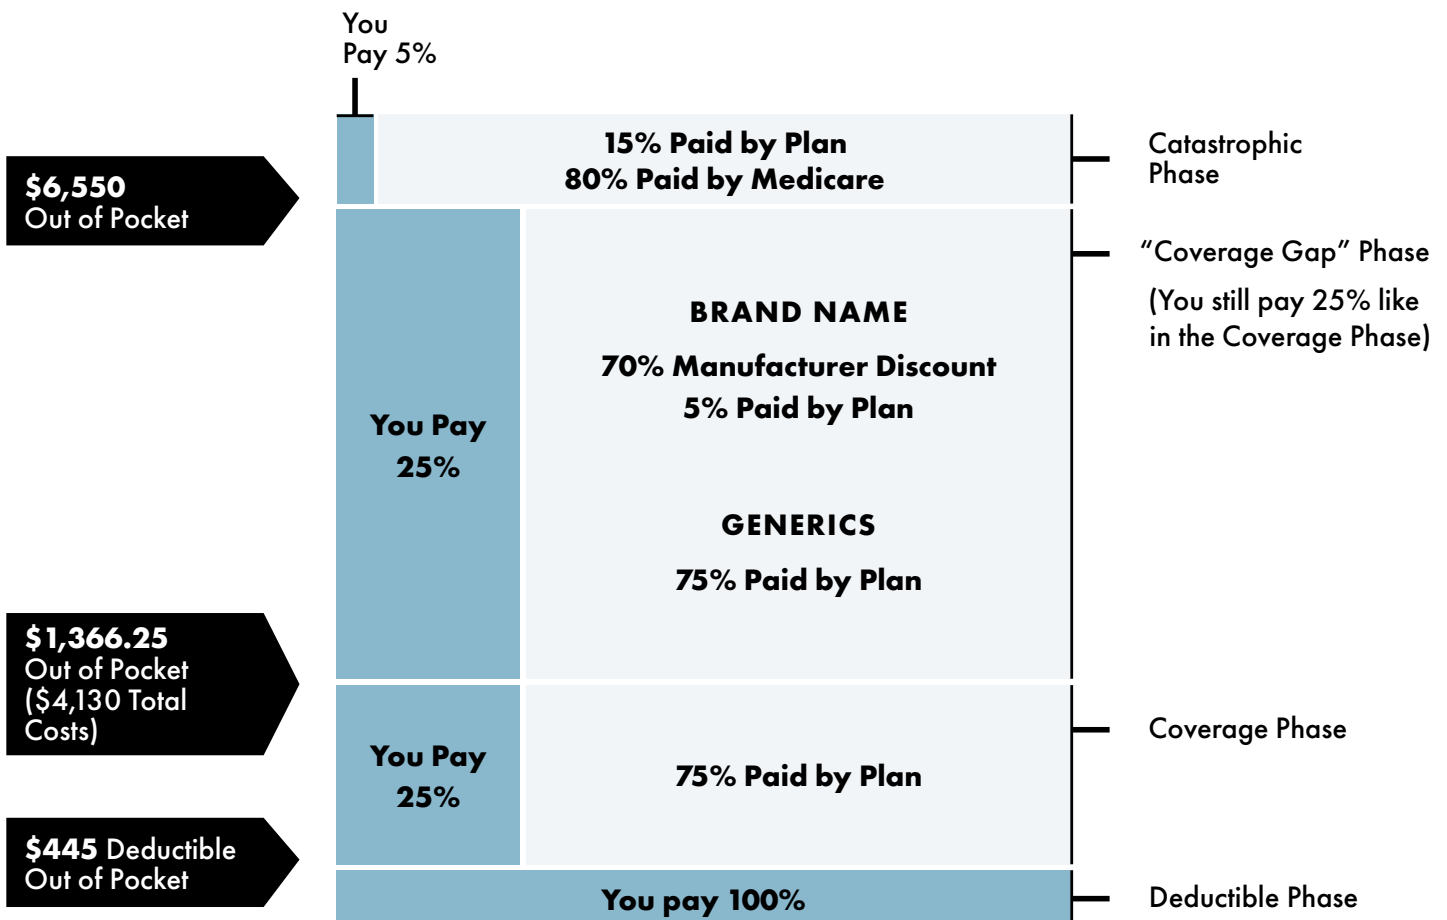 You
Pay 5%
15% Paid by Plan
80% Paid by Medicare
Catastrophic
Phase
$6,550
Out of Pocket
“Coverage Gap” Phase
(You still pay 25% like
in the Coverage Phase)
You Pay
25%
BRAND NAME
70% Manufacturer Discount
5% Paid by Plan
GENERICS
75% Paid by Plan
$1,366.25
Out of Pocket
($4,130 Total
Costs)
You Pay
25%
75% Paid by Plan
Coverage Phase
$445 Deductible
Out of Pocket
You pay 100%
Deductible Phase